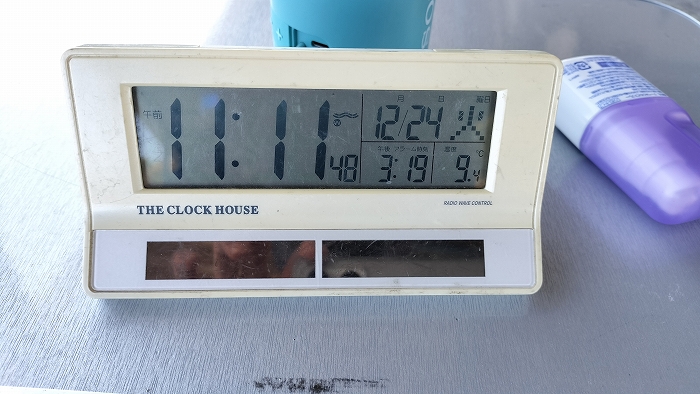 午前 11:11 48
月 日 曜日
12/24 火
午後 アラーム時刻 温度 ℃
3:19 9.4
THE CLOCK HOUSE
RADIO WAVE CONTROL